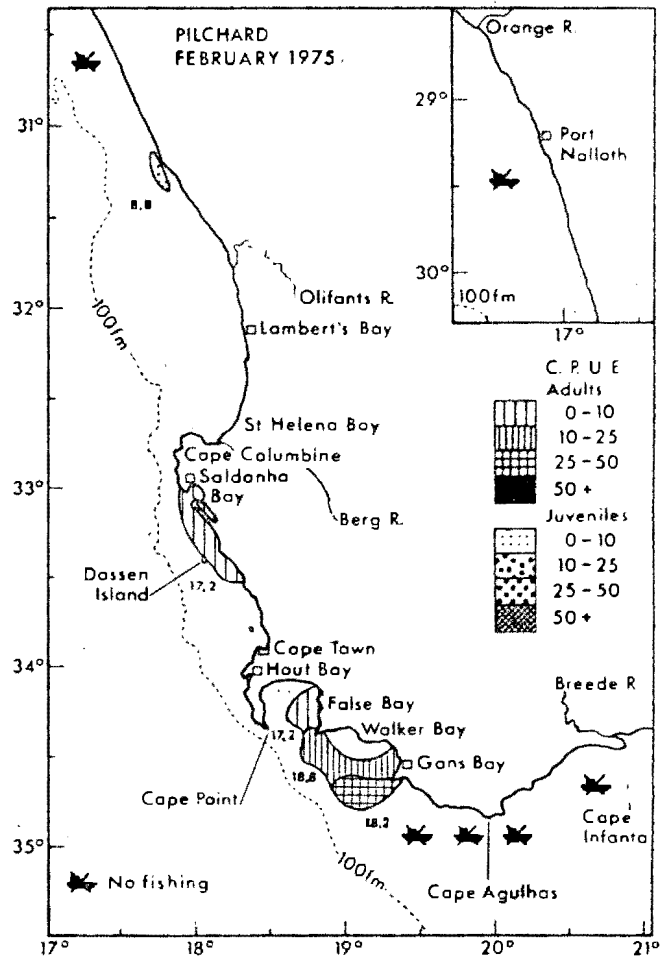 PILCHARD
FEBRUARY 1975
Orange R.
29°
Port
Nalloth
30°
100fm
17°
31°
8,8
Olifants R.
32°
100fm
Lambert's Bay
C. P. U E
Adults
0-10
10-25
25-50
50+
Juveniles
0-10
10-25
25-50
50+
St Helena Bay
Cape Columbine
Saldanha
Bay
33°
Berg R.
Dassen
Island
17,2
Cape Town
Hout Bay
34°
Breede R
False Bay
Walker Bay
17,2
Gans Bay
18,8
Cape Point
18,2
Cape
Infanta
35°
100fm
No fishing
Cape Agulhas
17°
18°
19°
20°
21°